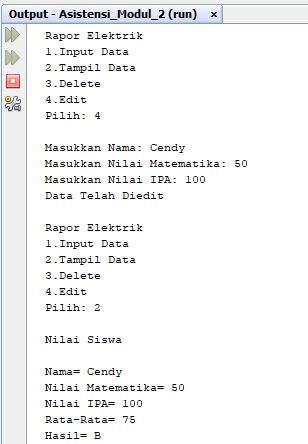 Output - Asistensi_Modul_2 (run) x
Rapor Elektrik
1.Input Data
2.Tampil Data
3.Delete
4.Edit
Pilih: 4
Masukkan Nama: Cendy
Masukkan Nilai Matematika: 50
Masukkan Nilai IPA: 100
Data Telah Diedit
Rapor Elektrik
1.Input Data
2.Tampil Data
3.Delete
4.Edit
Pilih: 2
Nilai Siswa
Nama= Cendy
Nilai Matematika= 50
Nilai IPA= 100
Rata-Rata= 75
Hasil= B